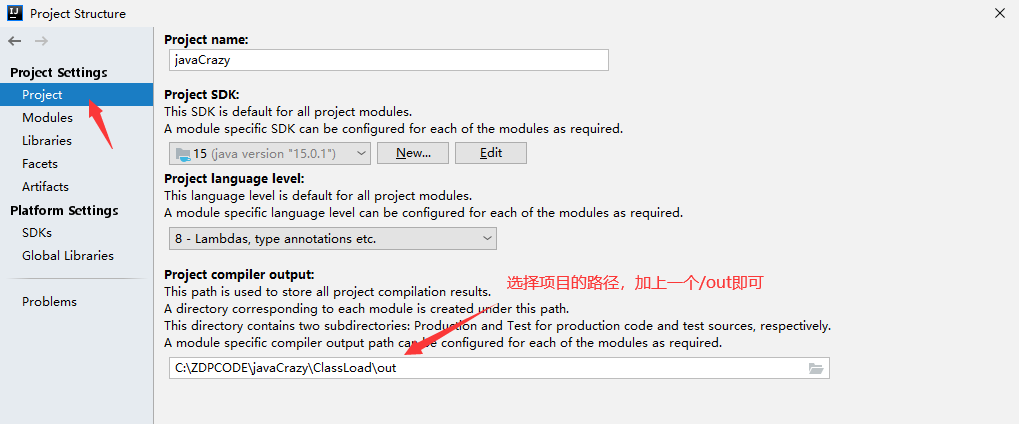 Project Structure
Project Settings
Project
Modules
Libraries
Facets
Artifacts
Platform Settings
SDKs
Global Libraries
Problems
Project name:
javaCrazy
Project SDK:
This SDK is default for all project modules.
A module specific SDK can be configured for each of the modules as required.
15 (java version "15.0.1") New... Edit
Project language level:
This language level is default for all project modules.
A module specific language level can be configured for each of the modules as required.
8 - Lambdas, type annotations etc.
Project compiler output:
选择项目的路径，加上一个/out即可
This path is used to store all project compilation results.
A directory corresponding to each module is created under this path.
This directory contains two subdirectories: Production and Test for production code and test sources, respectively.
A module specific compiler output path can be configured for each of the modules as required.
C:\ZDPCODE\javaCrazy\ClassLoad\out